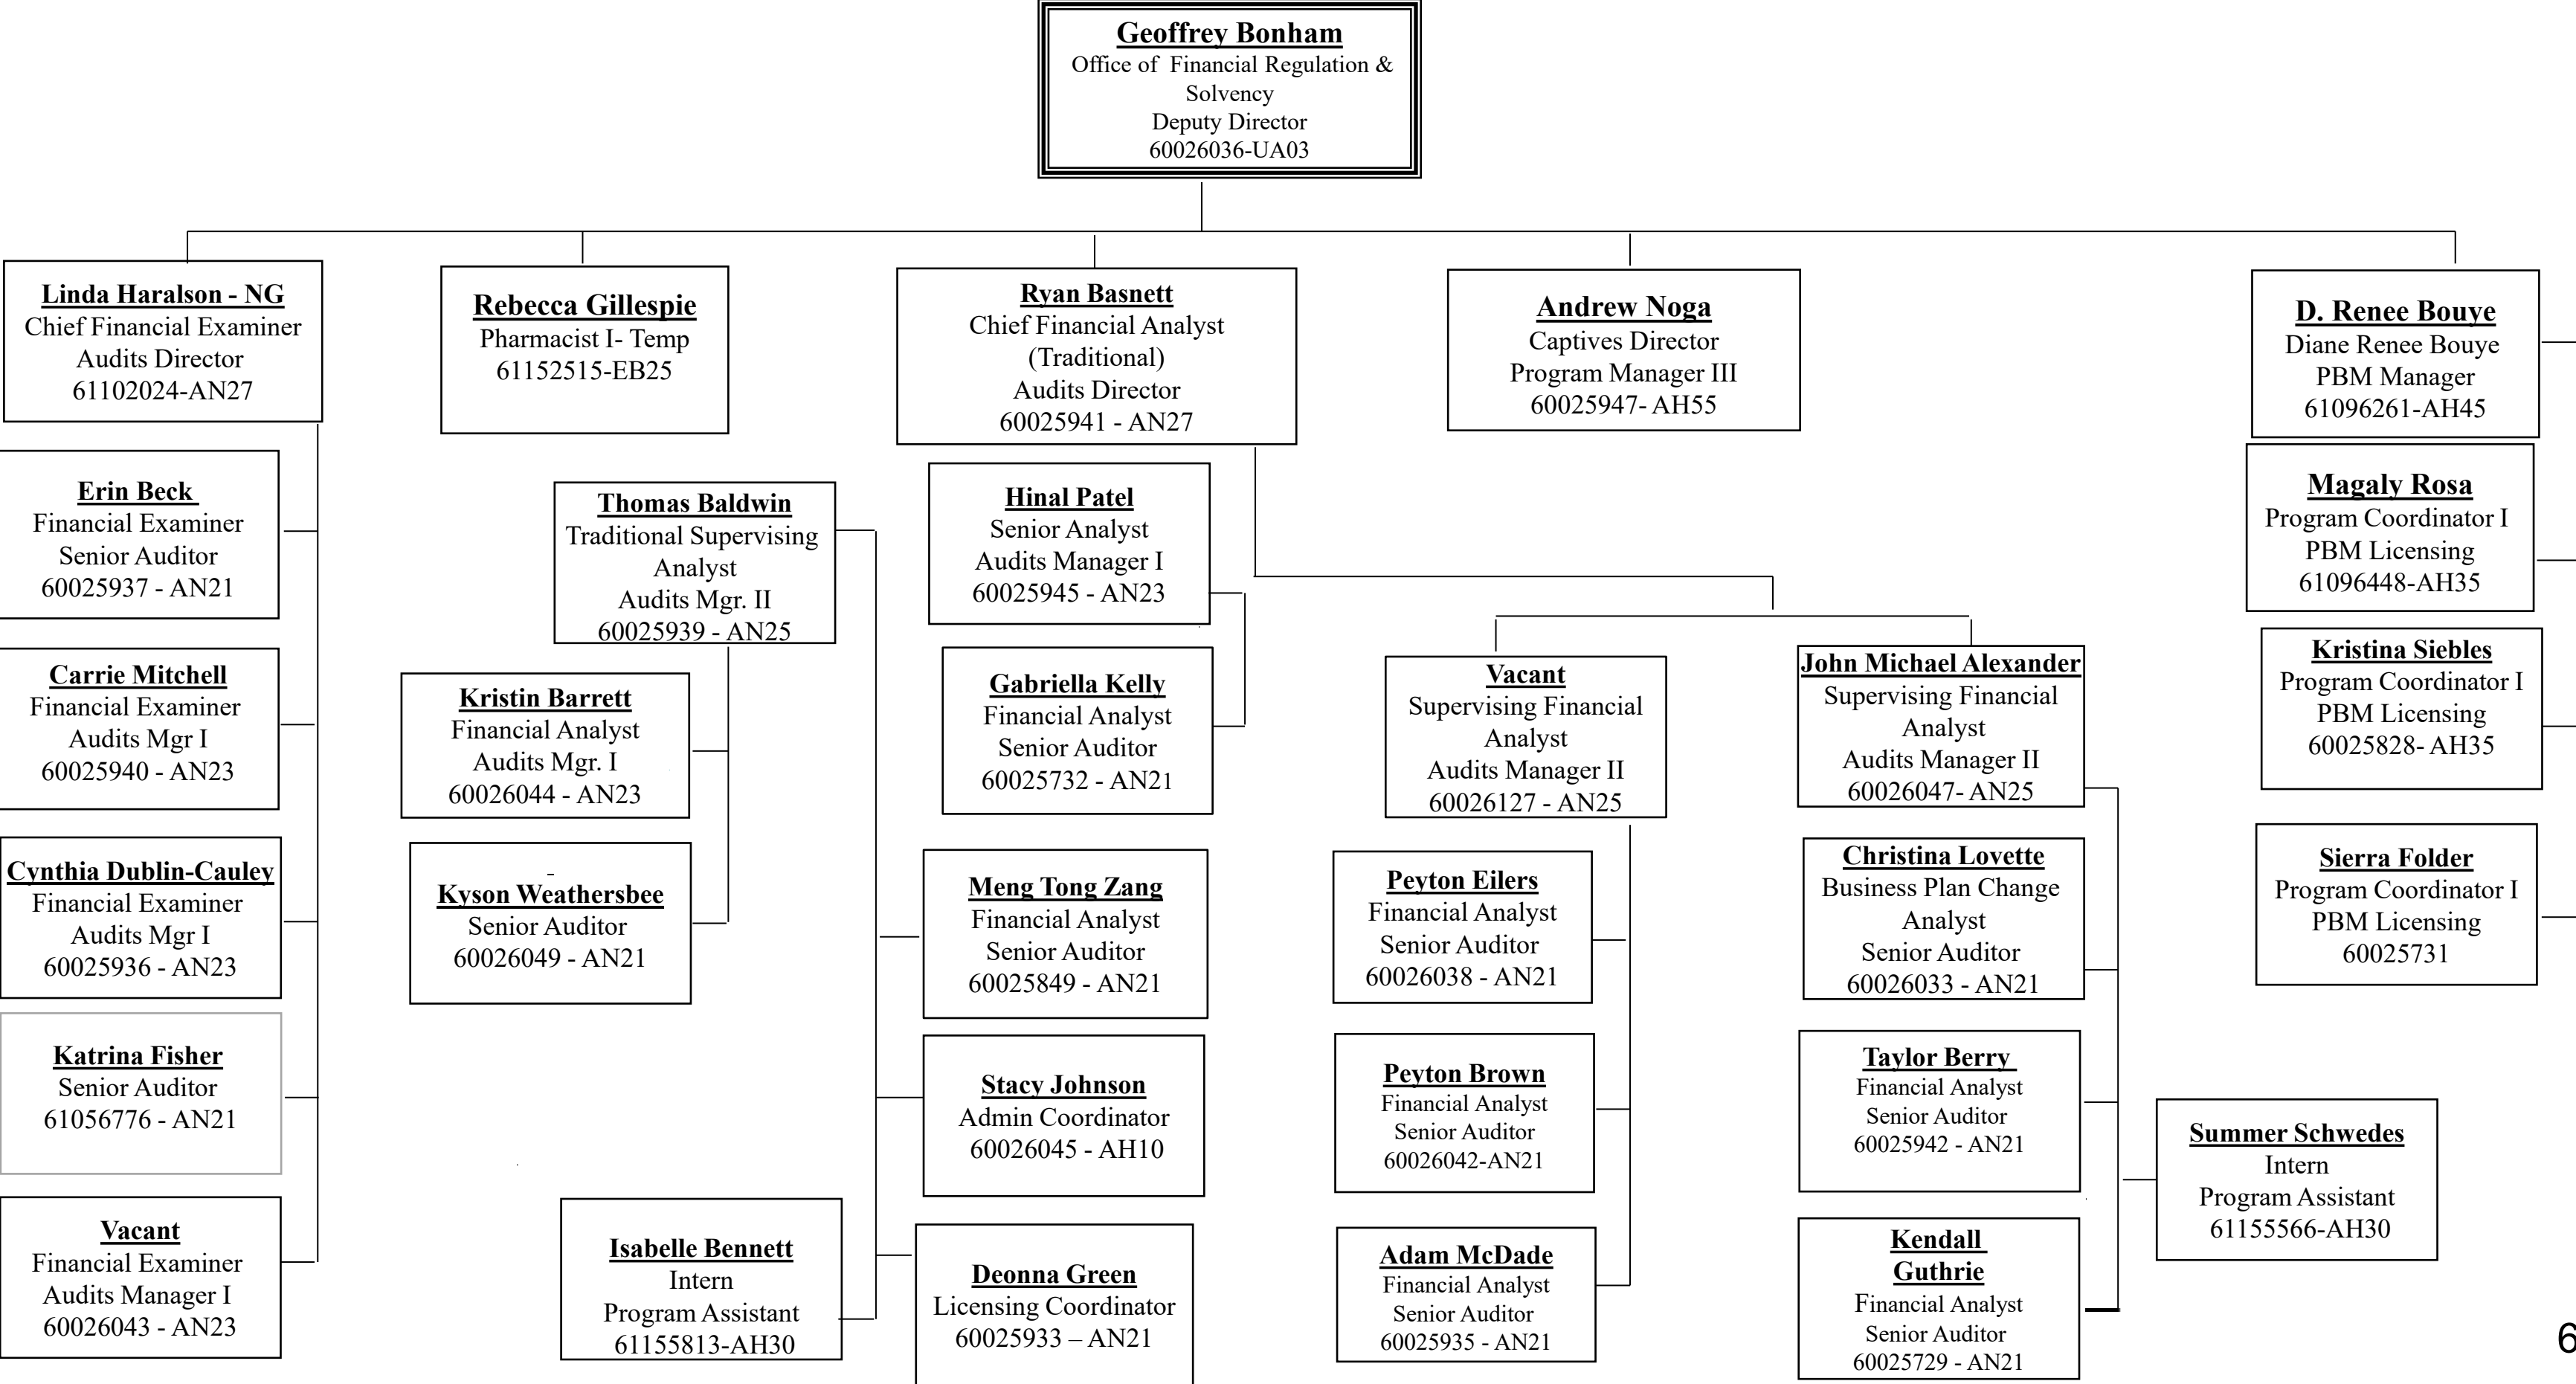 Geoffrey Bonham
Office of Financial Regulation &
Solvency
Deputy Director
60026036-UA03
Linda Haralson - NG
Chief Financial Examiner
Audits Director
61102024-AN27
Rebecca Gillespie
Pharmacist I- Temp
61152515-EB25
Ryan Basnett
Chief Financial Analyst
(Traditional)
Audits Director
60025941 - AN27
Andrew Noga
Captives Director
Program Manager III
60025947- AH55
D. Renee Bouye
Diane Renee Bouye
PBM Manager
61096261-AH45
Erin Beck
Financial Examiner
Senior Auditor
60025937 - AN21
Carrie Mitchell
Financial Examiner
Audits Mgr I
60025940 - AN23
Cynthia Dublin-Cauley
Financial Examiner
Audits Mgr I
60025936 - AN23
Katrina Fisher
Senior Auditor
61056776 - AN21
Vacant
Financial Examiner
Audits Manager I
60026043 - AN23
Thomas Baldwin
Traditional Supervising
Analyst
Audits Mgr. II
60025939 - AN25
Kristin Barrett
Financial Analyst
Audits Mgr. I
60026044 - AN23
Kyson Weathersbee
Senior Auditor
60026049 - AN21
Isabelle Bennett
Intern
Program Assistant
61155813-AH30
Hinal Patel
Senior Analyst
Audits Manager I
60025945 - AN23
Gabriella Kelly
Financial Analyst
Senior Auditor
60025732 - AN21
Meng Tong Zang
Financial Analyst
Senior Auditor
60025849 - AN21
Stacy Johnson
Admin Coordinator
60026045 - AH10
Deonna Green
Licensing Coordinator
60025933 – AN21
Vacant
Supervising Financial
Analyst
Audits Manager II
60026127 - AN25
Peyton Eilers
Financial Analyst
Senior Auditor
60026038 - AN21
Peyton Brown
Financial Analyst
Senior Auditor
60026042-AN21
Adam McDade
Financial Analyst
Senior Auditor
60025935 - AN21
John Michael Alexander
Supervising Financial
Analyst
Audits Manager II
60026047- AN25
Christina Lovette
Business Plan Change
Analyst
Senior Auditor
60026033 - AN21
Taylor Berry
Financial Analyst
Senior Auditor
60025942 - AN21
Kendall
Guthrie
Financial Analyst
Senior Auditor
60025729 - AN21
Summer Schwedes
Intern
Program Assistant
61155566-AH30
Magaly Rosa
Program Coordinator I
PBM Licensing
61096448-AH35
Kristina Siebles
Program Coordinator I
PBM Licensing
60025828- AH35
Sierra Folder
Program Coordinator I
PBM Licensing
60025731
6